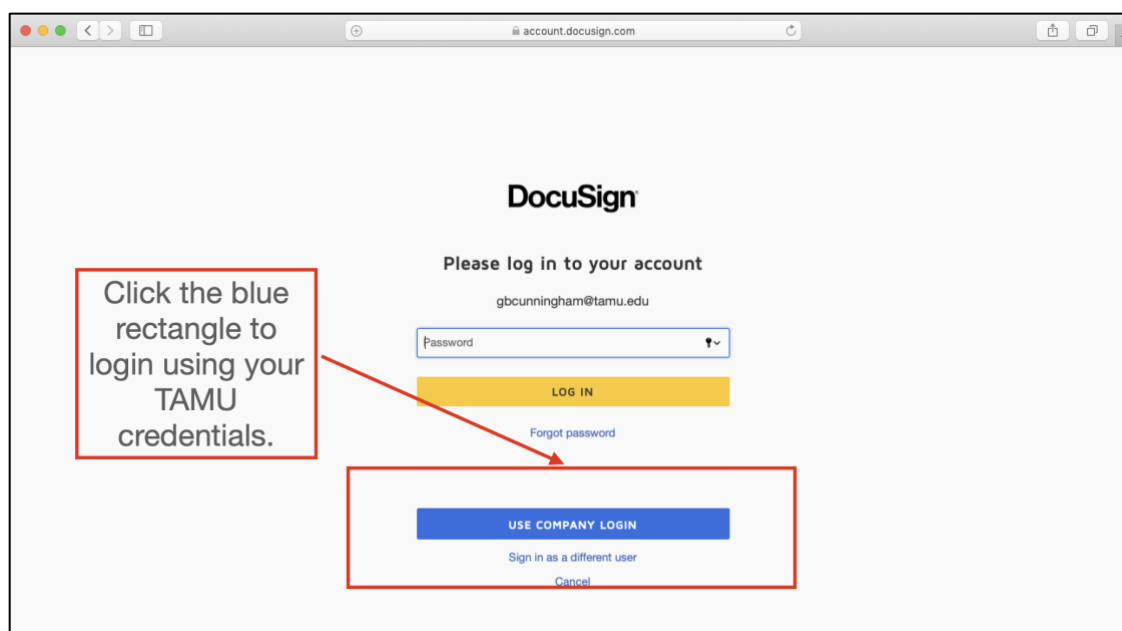 account.docusign.com
DocuSign
Please log in to your account
gbcunningham@tamu.edu
Password
LOG IN
Forgot password
Click the blue
rectangle to
login using your
TAMU
credentials.
USE COMPANY LOGIN
Sign in as a different user
Cancel